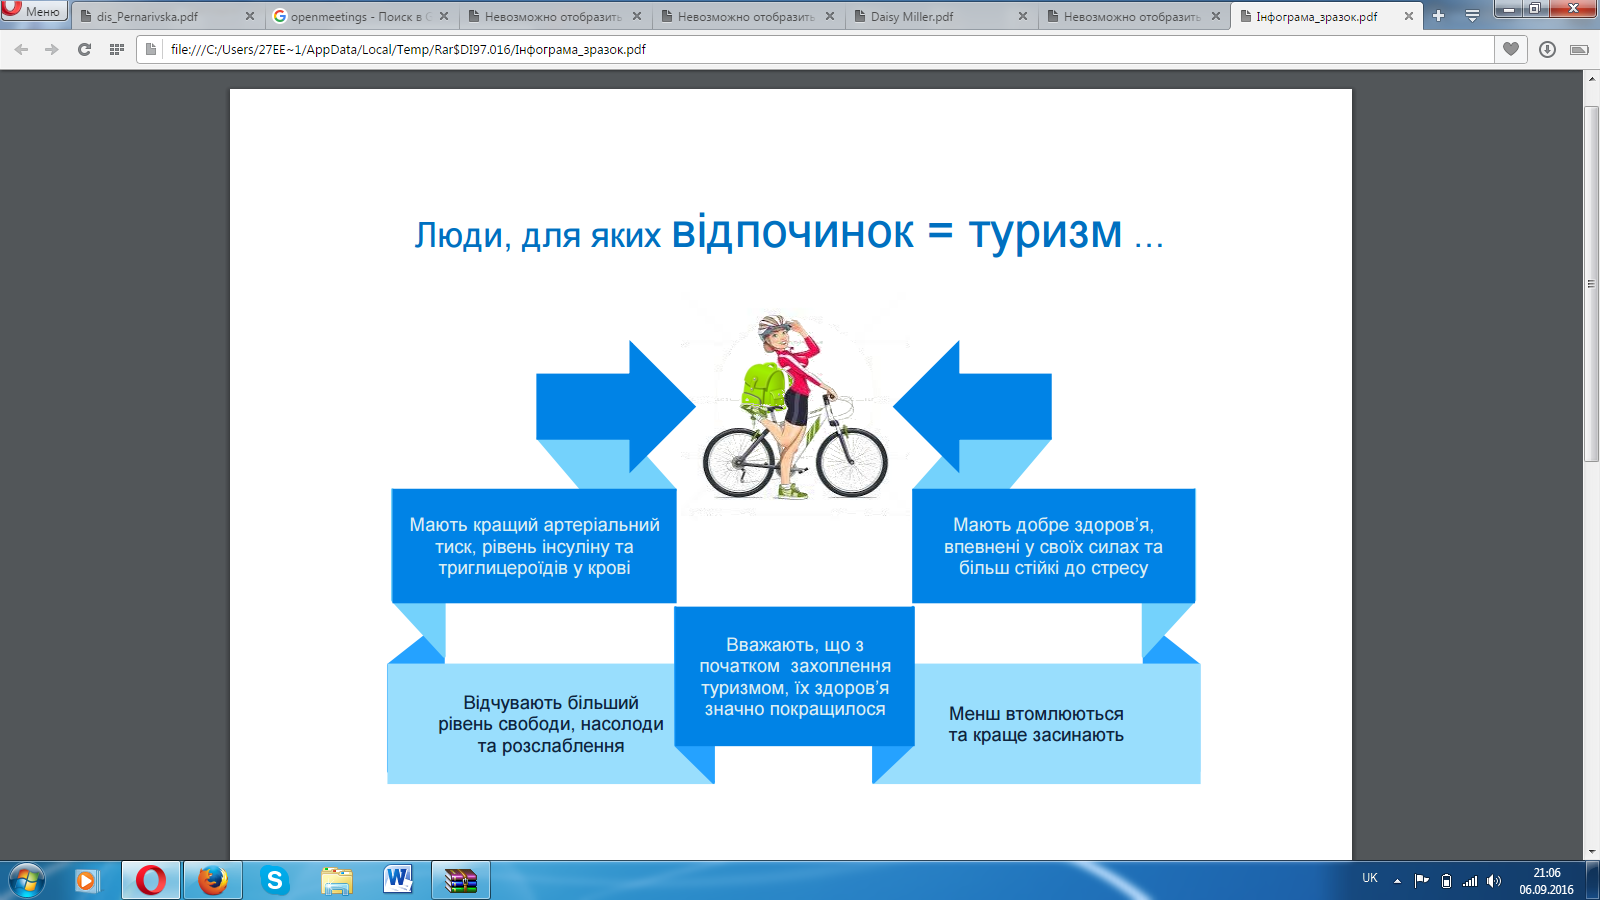 Меню
dis_Pernarivska.pdf
openmeetings - Поиск в G
Невозможно отобразить
Невозможно отобразить
Daisy Miller.pdf
Невозможно отобразить
Інфограма_зразок.pdf
file:///C:/Users/27EE~1/AppData/Local/Temp/Rar$DI97.016/Інфограма_зразок.pdf
Люди, для яких відпочинок = туризм ...
Мають кращий артеріальний
тиск, рівень інсуліну та
триглицероїдів у крові
Мають добре здоров’я,
впевнені у своїх силах та
більш стійкі до стресу
Вважають, що з
початком захоплення
туризмом, їх здоров’я
значно покращилося
Відчувають більший
рівень свободи, насолоди
та розслаблення
Менш втомлюються
та краще засинають
UK
21:06
06.09.2016